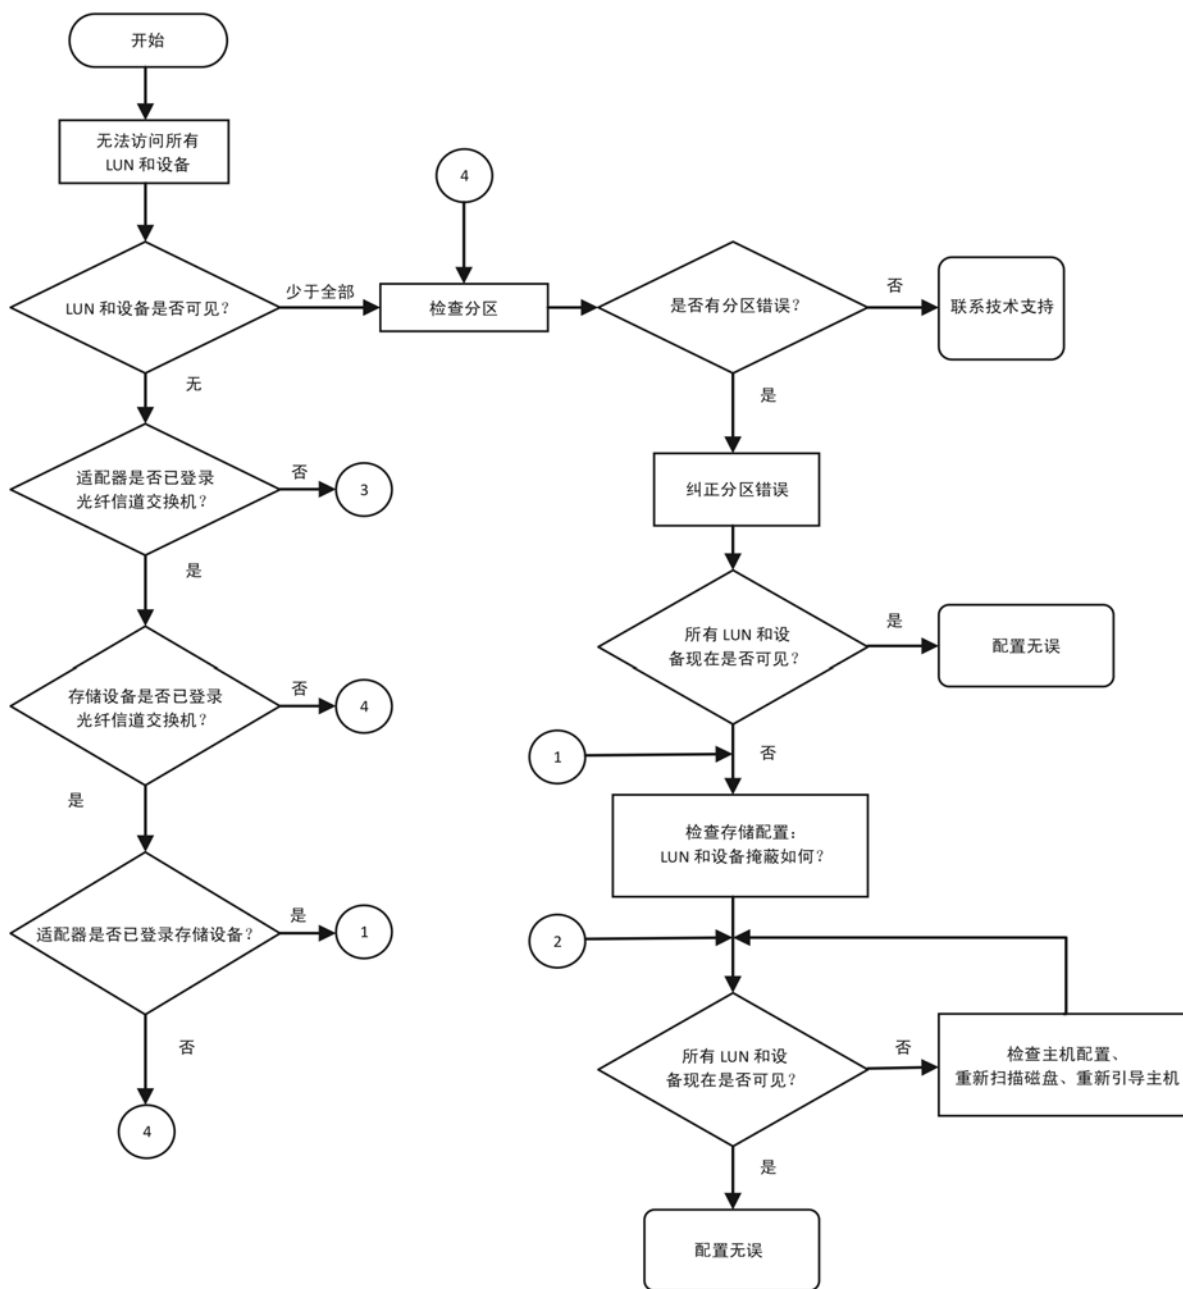 开始
无法访问所有
LUN 和设备
4
LUN 和设备是否可见?
少于全部
检查分区
是否有分区错误?
否
联系技术支持
无
是
适配器是否已登录
光纤信道交换机?
否
3
纠正分区错误
是
所有 LUN 和设
备现在是否可见?
是
配置无误
存储设备是否已登录
光纤信道交换机?
否
4
1
否
是
检查存储配置:
LUN 和设备掩蔽如何?
适配器是否已登录存储设备?
是
1
2
否
所有 LUN 和设
备现在是否可见?
否
检查主机配置、
重新扫描磁盘、重新引导主机
4
是
配置无误